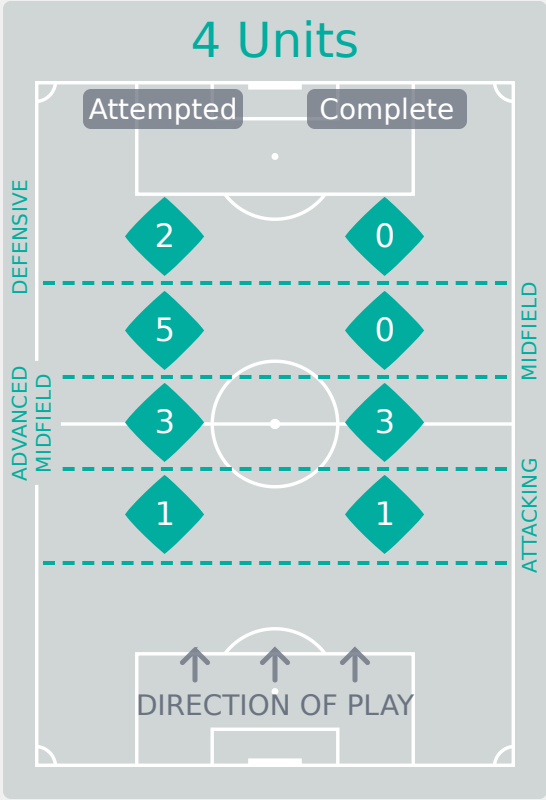 4 Units
Attempted
Complete
DEFENSIVE
2
0
MIDFIELD
5
0
ADVANCED
MIDFIELD
3
3
ATTACKING
1
1
DIRECTION OF PLAY